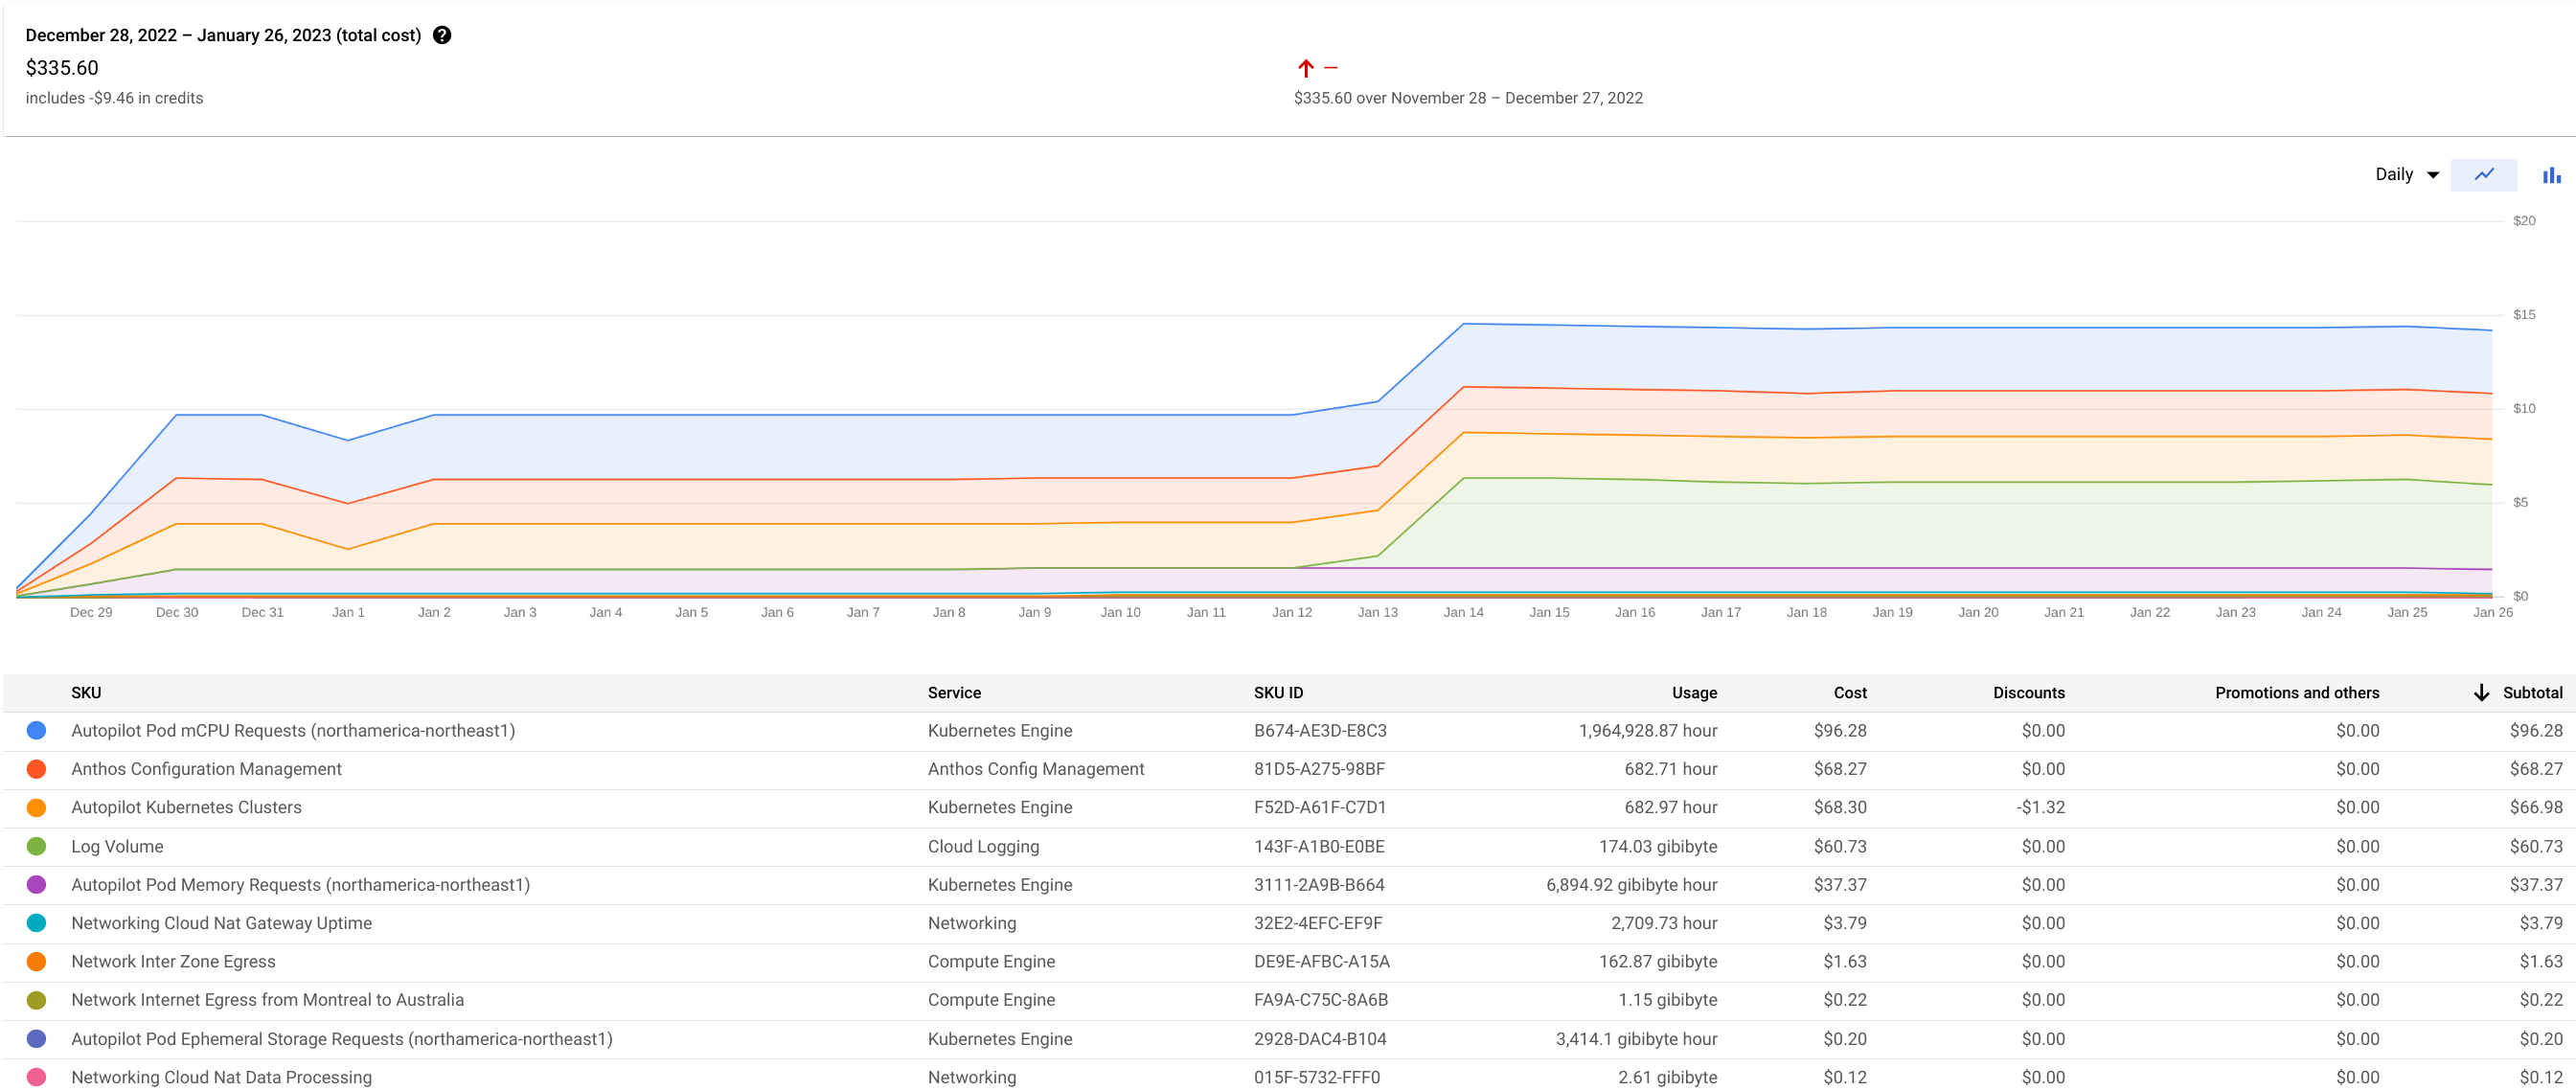 December 28, 2022 – January 26, 2023 (total cost)
$335.60
includes -$9.46 in credits
$335.60 over November 28 – December 27, 2022
Daily
$20
$15
$10
$5
$0
Dec 29 Dec 30 Dec 31 Jan 1 Jan 2 Jan 3 Jan 4 Jan 5 Jan 6 Jan 7 Jan 8 Jan 9 Jan 10 Jan 11 Jan 12 Jan 13 Jan 14 Jan 15 Jan 16 Jan 17 Jan 18 Jan 19 Jan 20 Jan 21 Jan 22 Jan 23 Jan 24 Jan 25 Jan 26
SKU Service SKU ID Usage Cost Discounts Promotions and others Subtotal
Autopilot Pod mCPU Requests (northamerica-northeast1) Kubernetes Engine B674-AE3D-E8C3 1,964,928.87 hour $96.28 $0.00 $0.00 $96.28
Anthos Configuration Management Anthos Config Management 81D5-A275-98BF 682.71 hour $68.27 $0.00 $0.00 $68.27
Autopilot Kubernetes Clusters Kubernetes Engine F52D-A61F-C7D1 682.97 hour $68.30 -$1.32 $0.00 $66.98
Log Volume Cloud Logging 143F-A1B0-E0BE 174.03 gibibyte $60.73 $0.00 $0.00 $60.73
Autopilot Pod Memory Requests (northamerica-northeast1) Kubernetes Engine 3111-2A9B-B664 6,894.92 gibibyte hour $37.37 $0.00 $0.00 $37.37
Networking Cloud Nat Gateway Uptime Networking 32E2-4EFC-EF9F 2,709.73 hour $3.79 $0.00 $0.00 $3.79
Network Inter Zone Egress Compute Engine DE9E-AFBC-A15A 162.87 gibibyte $1.63 $0.00 $0.00 $1.63
Network Internet Egress from Montreal to Australia Compute Engine FA9A-C75C-8A6B 1.15 gibibyte $0.22 $0.00 $0.00 $0.22
Autopilot Pod Ephemeral Storage Requests (northamerica-northeast1) Kubernetes Engine 2928-DAC4-B104 3,414.1 gibibyte hour $0.20 $0.00 $0.00 $0.20
Networking Cloud Nat Data Processing Networking 015F-5732-FFF0 2.61 gibibyte $0.12 $0.00 $0.00 $0.12